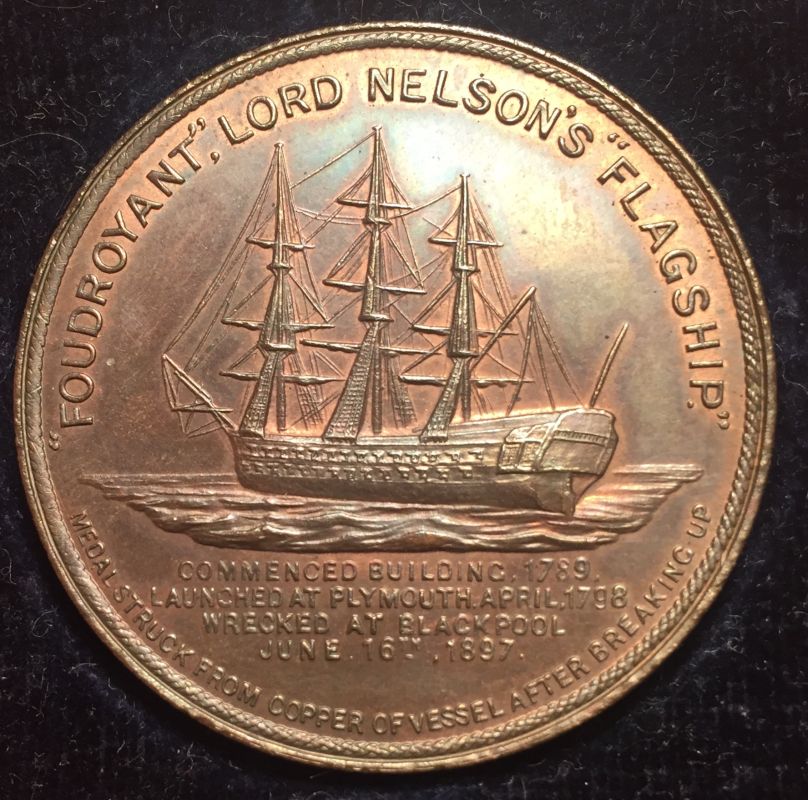 "FOUDROYANT", LORD NELSON'S "FLAGSHIP."
COMMENCED BUILDING, 1789.
LAUNCHED AT PLYMOUTH, APRIL, 1798
WRECKED AT BLACKPOOL
JUNE 16TH, 1897.
MEDAL STRUCK FROM COPPER OF VESSEL AFTER BREAKING UP